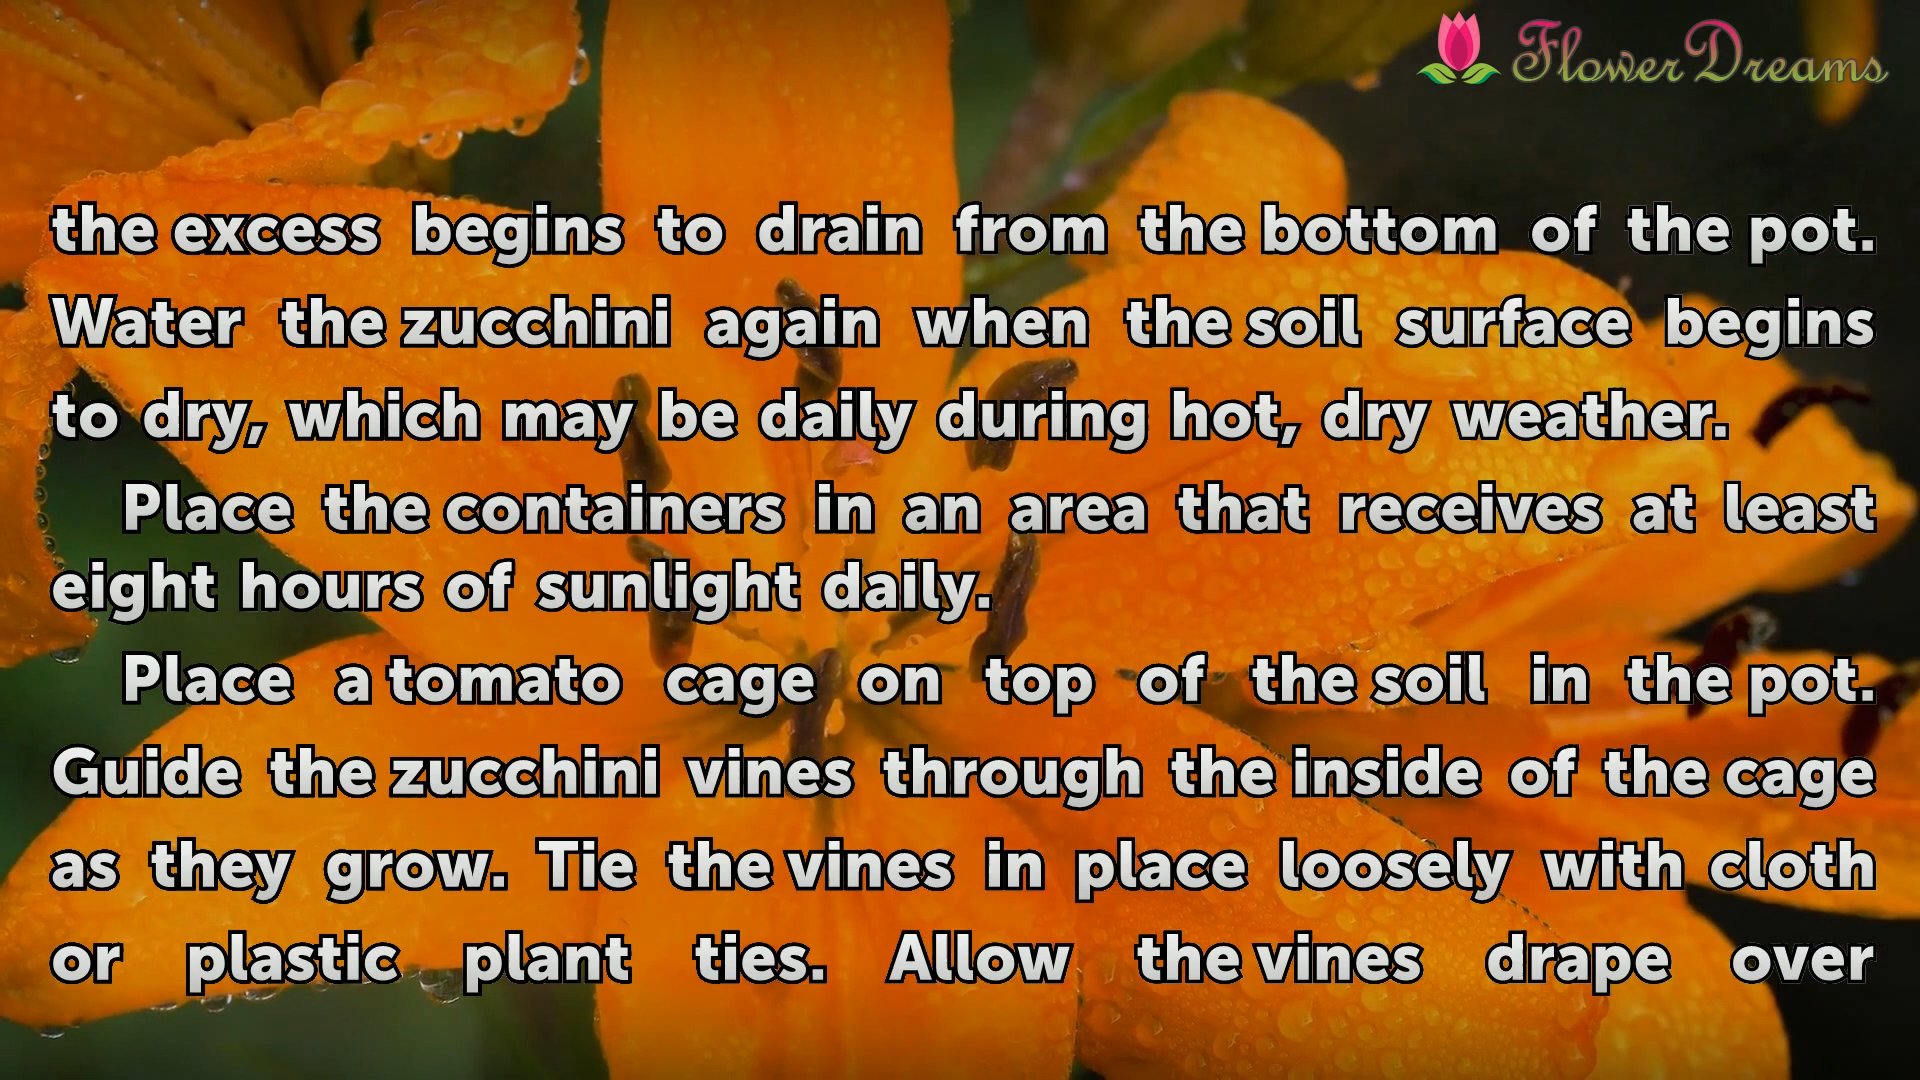 Flower Dreams
the excess begins to drain from the bottom of the pot.
Water the zucchini again when the soil surface begins
to dry, which may be daily during hot, dry weather.
Place the containers in an area that receives at least
eight hours of sunlight daily.
Place a tomato cage on top of the soil in the pot.
Guide the zucchini vines through the inside of the cage
as they grow. Tie the vines in place loosely with cloth
or plastic plant ties. Allow the vines drape over